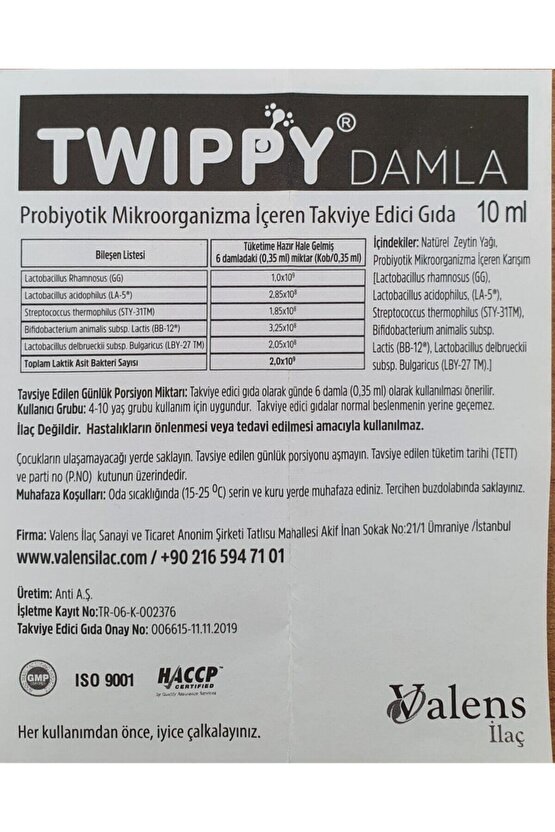 TWIPPY® DAMLA
Probiyotik Mikroorganizma İçeren Takviye Edici Gıda 10 ml
Bileşen Listesi
Tüketime Hazır Hale Gelmiş
6 damladaki (0,35 ml) miktar (Kob/0,35 ml)
Lactobacillus Rhamnosus (GG) 1,0x10⁹
Lactobacillus acidophilus (LA-5®) 2,85x10⁸
Streptococcus thermophilus (STY-31TM) 1,85x10⁸
Bifidobacterium animalis subsp. Lactis (BB-12®) 3,25x10⁸
Lactobacillus delbrueckii subsp. Bulgaricus (LBY-27 TM) 2,05x10⁸
Toplam Laktik Asit Bakteri Sayısı 2,0x10⁹
İçindekiler: Natürel Zeytin Yağı,
Probiyotik Mikroorganizma İçeren Karışım
[Lactobacillus rhamnosus (GG),
Lactobacillus acidophilus, (LA-5®),
Streptococcus thermophilus (STY-31TM),
Bifidobacterium animalis subsp.
Lactis (BB-12®), Lactobacillus delbrueckii
subsp. Bulgaricus (LBY-27 TM).]
Tavsiye Edilen Günlük Porsiyon Miktarı: Takviye edici gıda olarak günde 6 damla (0,35 ml) olarak kullanılması önerilir.
Kullanıcı Grubu: 4-10 yaş grubu kullanım için uygundur. Takviye edici gıdalar normal beslenmenin yerine geçemez.
İlaç Değildir. Hastalıkların önlenmesi veya tedavi edilmesi amacıyla kullanılmaz.
Çocukların ulaşamayacağı yerde saklayın. Tavsiye edilen günlük porsiyonu aşmayın. Tavsiye edilen tüketim tarihi (TETT)
ve parti no (P.NO) kutunun üzerindedir.
Muhafaza Koşulları: Oda sıcaklığında (15-25 ⁰C) serin ve kuru yerde muhafaza ediniz. Tercihen buzdolabında saklayınız.
Firma: Valens İlaç Sanayi ve Ticaret Anonim Şirketi Tatlısu Mahallesi Akif İnan Sokak No:21/1 Ümraniye /İstanbul
www.valensilac.com / +90 216 594 71 01
Üretim: Anti A.Ş.
İşletme Kayıt No:TR-06-K-002376
Takviye Edici Gıda Onay No: 006615-11.11.2019
GMP
ISO 9001
HACCP
CERTIFIED
by Quality Assurance Services
Valens
İlaç
Her kullanımdan önce, iyice çalkalayınız.